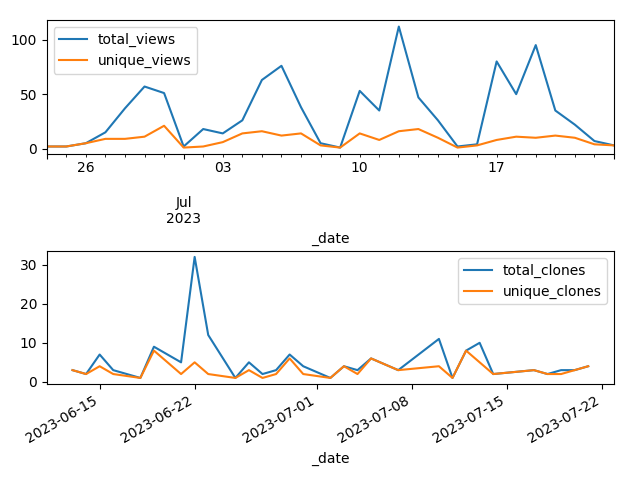 100
50
0
total_views
unique_views
26
03
10
17
Jul
2023
_date
30
20
10
0
total_clones
unique_clones
2023-06-15
2023-06-22
2023-07-01
2023-07-08
2023-07-15
2023-07-22
_date